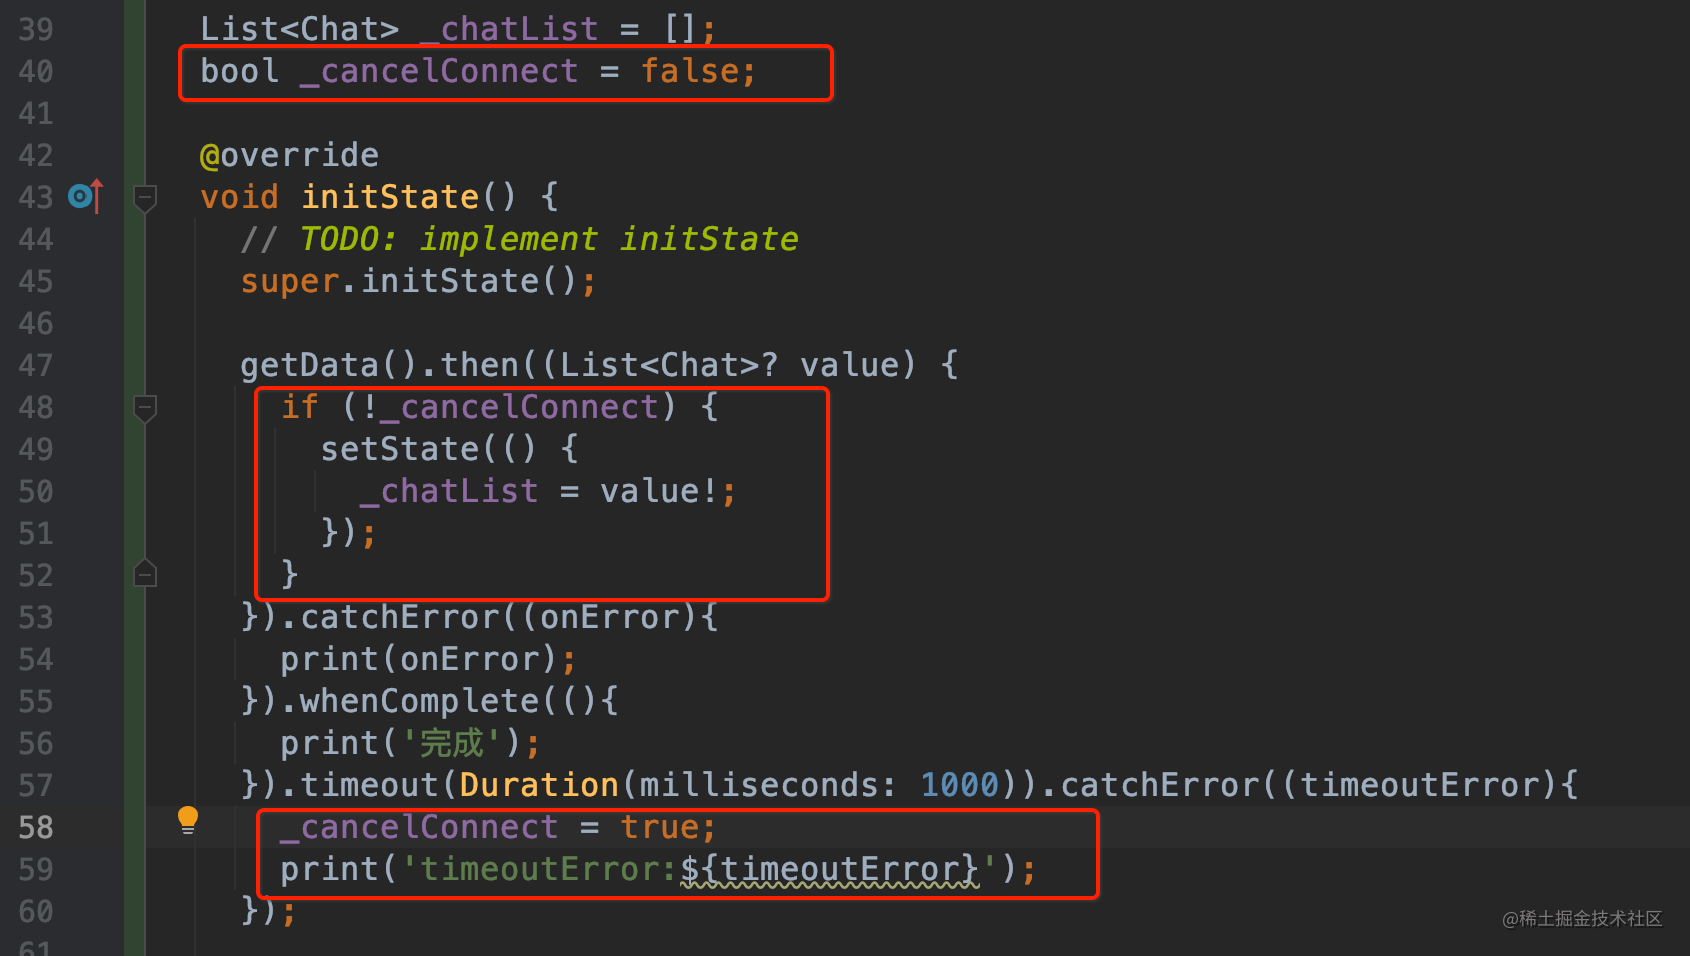 39 List<Chat> _chatList = [];
40 bool _cancelConnect = false;
41
42 @override
43 void initState() {
44 // TODO: implement initState
45 super.initState();
46
47 getData().then((List<Chat>? value) {
48 if (!_cancelConnect) {
49 setState(() {
50 _chatList = value!;
51 });
52 }
53 }).catchError((onError){
54 print(onError);
55 }).whenComplete((){
56 print('完成');
57 }).timeout(Duration(milliseconds: 1000)).catchError((timeoutError){
58 _cancelConnect = true;
59 print('timeoutError:${timeoutError}');
60 });
61
@稀土掘金技术社区